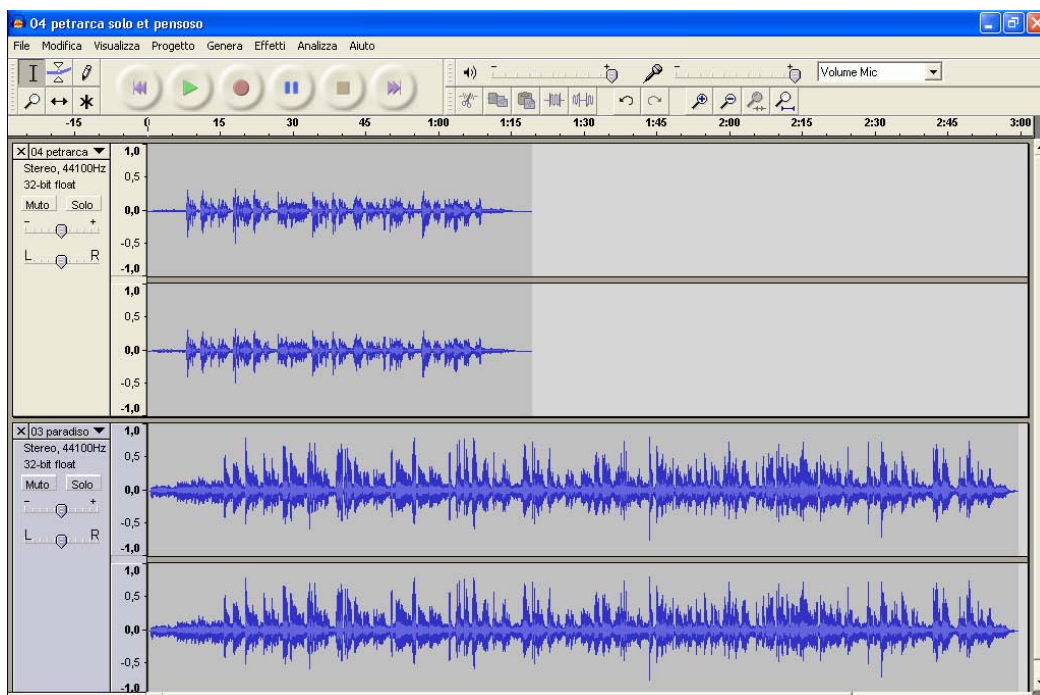 04 petrarca solo et pensoso
File Modifica Visualizza Progetto Genera Effetti Analizza Aiuto
Volume Mic
-15 0 15 30 45 1:00 1:15 1:30 1:45 2:00 2:15 2:30 2:45 3:00
04 petrarca
Stereo, 44100Hz
32-bit float
Muto Solo
- +
L R
1,0
0,5
0,0
-0,5
-1,0
1,0
0,5
0,0
-0,5
-1,0
03 paradiso
Stereo, 44100Hz
32-bit float
Muto Solo
- +
L R
1,0
0,5
0,0
-0,5
-1,0
1,0
0,5
0,0
-0,5
-1,0